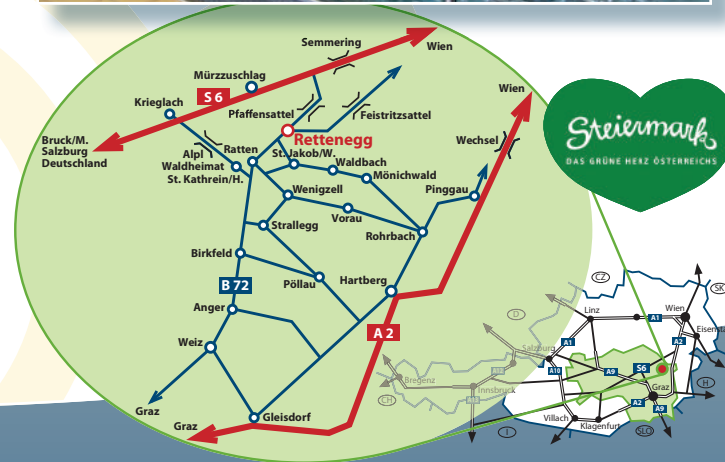 Semmering
Wien
Mürzzuschlag
S 6
Krieglach
Pfaffensattel
Feistritzsattel
Wien
Rettenegg
Bruck/M.
Salzburg
Deutschland
Alpl
Waldheimat
St. Kathrein/H.
Ratten
St.Jakob/W.
Waldbach
Mönichwald
Wechsel
Pinggau
Wenigzell
Vorau
Strallegg
Rohrbach
Birkfeld
B 72
Pöllau
Hartberg
Anger
A 2
Weiz
Graz
Gleisdorf
Graz
Steiermark
DAS GRÜNE HERZ ÖSTERREICHS
CZ
SK
D
Linz
A1
Wien
Salzburg
A1
A2
A10
A9
S6
Bregenz
Innsbruck
CH
Graz
H
A2
A9
Villach
Klagenfurt
I
SLO